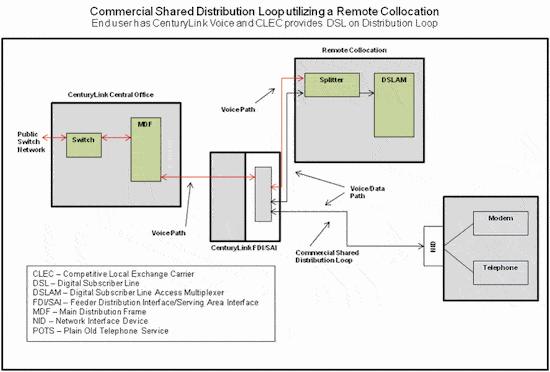 Commercial Shared Distribution Loop utilizing a Remote Collocation
End user has CenturyLink Voice and CLEC provides DSL on Distribution Loop
Remote Collocation
Splitter
DSLAM
Voice Path
CenturyLink Central Office
MDF
Public
Switch
Network
Switch
Voice/Data
Path
Voice Path
CenturyLink FDI/SAI
Commercial Shared
Distribution Loop
NID
Modem
Telephone
CLEC – Competitive Local Exchange Carrier
DSL – Digital Subscriber Line
DSLAM – Digital Subscriber Line Access Multiplexer
FDI/SAI – Feeder Distribution Interface/Serving Area Interface
MDF – Main Distribution Frame
NID – Network Interface Device
POTS – Plain Old Telephone Service